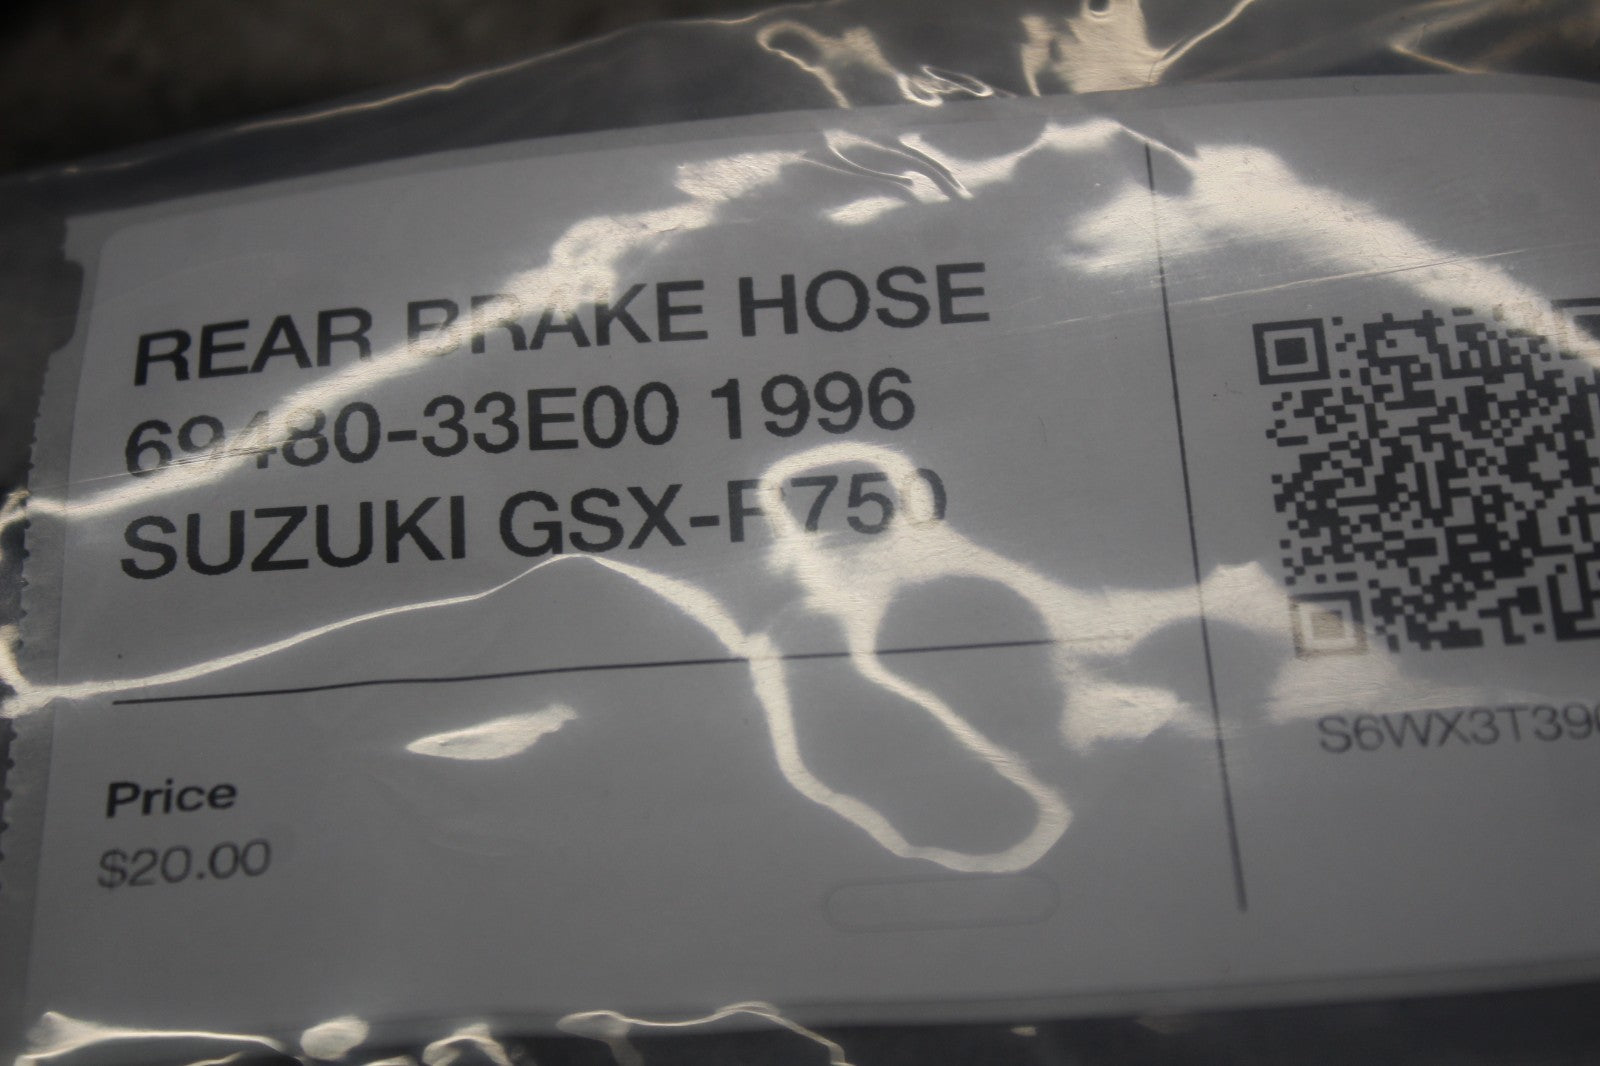 REAR BRAKE HOSE
69480-33E00 1996
SUZUKI GSX-R750
Price
$20.00